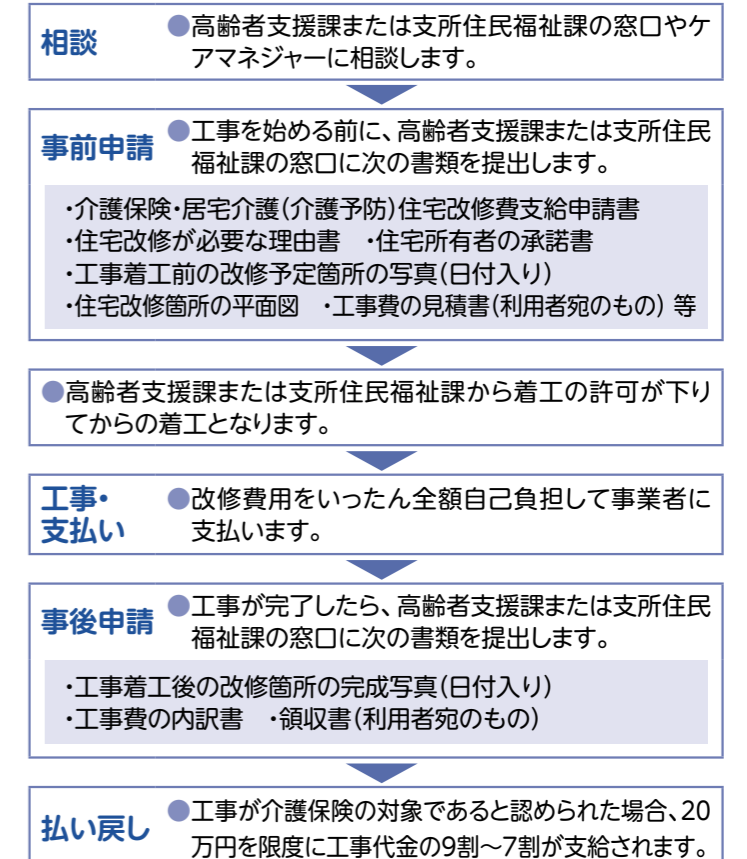 相談
●高齢者支援課または支所住民福祉課の窓口やケ
アマネジャーに相談します。
事前申請
●工事を始める前に、高齢者支援課または支所住民
福祉課の窓口に次の書類を提出します。
・介護保険・居宅介護(介護予防)住宅改修費支給申請書
・住宅改修が必要な理由書　・住宅所有者の承諾書
・工事着工前の改修予定箇所の写真(日付入り)
・住宅改修箇所の平面図　・工事費の見積書(利用者宛のもの) 等
●高齢者支援課または支所住民福祉課から着工の許可が下り
てからの着工となります。
工事・
支払い
●改修費用をいったん全額自己負担して事業者に
支払います。
事後申請
●工事が完了したら、高齢者支援課または支所住民
福祉課の窓口に次の書類を提出します。
・工事着工後の改修箇所の完成写真(日付入り)
・工事費の内訳書　・領収書(利用者宛のもの)
払い戻し
●工事が介護保険の対象であると認められた場合、20
万円を限度に工事代金の9割～7割が支給されます。